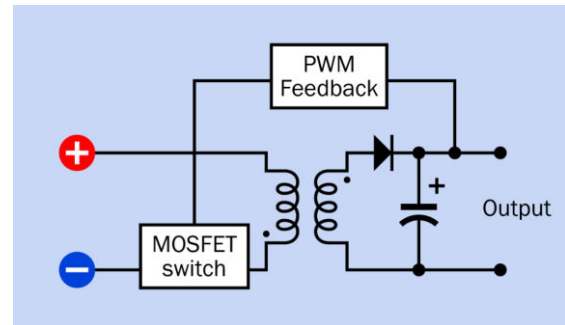 PWM
Feedback
+
+
Output
MOSFET
switch
−